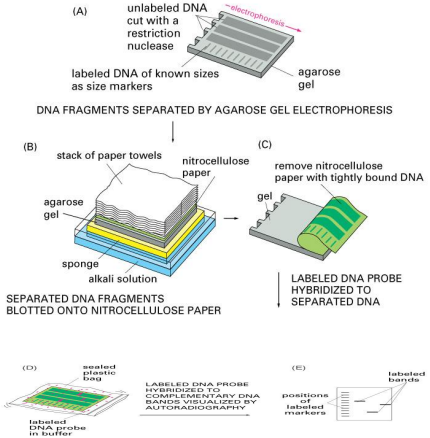 (A)
unlabeled DNA
cut with a
restriction
nuclease
electrophoresis
labeled DNA of known sizes
as size markers
agarose
gel
DNA FRAGMENTS SEPARATED BY AGAROSE GEL ELECTROPHORESIS
(B)
stack of paper towels
nitrocellulose
paper
agarose
gel
sponge
alkali solution
SEPARATED DNA FRAGMENTS
BLOTTED ONTO NITROCELLULOSE PAPER
(C)
remove nitrocellulose
paper with tightly bound DNA
gel
LABELED DNA PROBE
HYBRIDIZED TO
SEPARATED DNA
(D)
sealed
plastic
bag
labeled
DNA probe
in buffer
LABELED DNA PROBE
HYBRIDIZED TO
COMPLEMENTARY DNA
BANDS VISUALIZED BY
AUTORADIOGRAPHY
(E)
labeled
bands
positions
of
labeled
markers